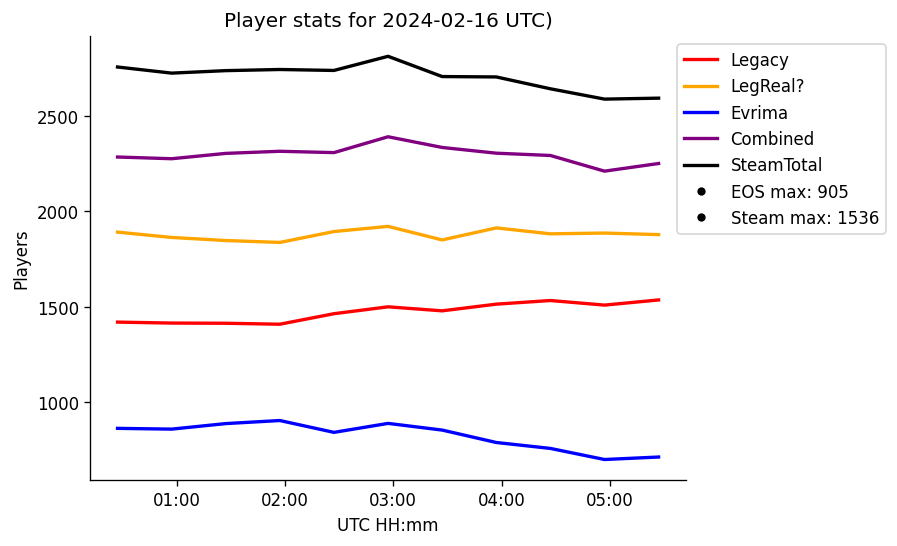 Player stats for 2024-02-16 UTC)
Legacy
LegReal?
Evrima
Combined
SteamTotal
EOS max: 905
Steam max: 1536
Players
2500
2000
1500
1000
01:00 02:00 03:00 04:00 05:00
UTC HH:mm